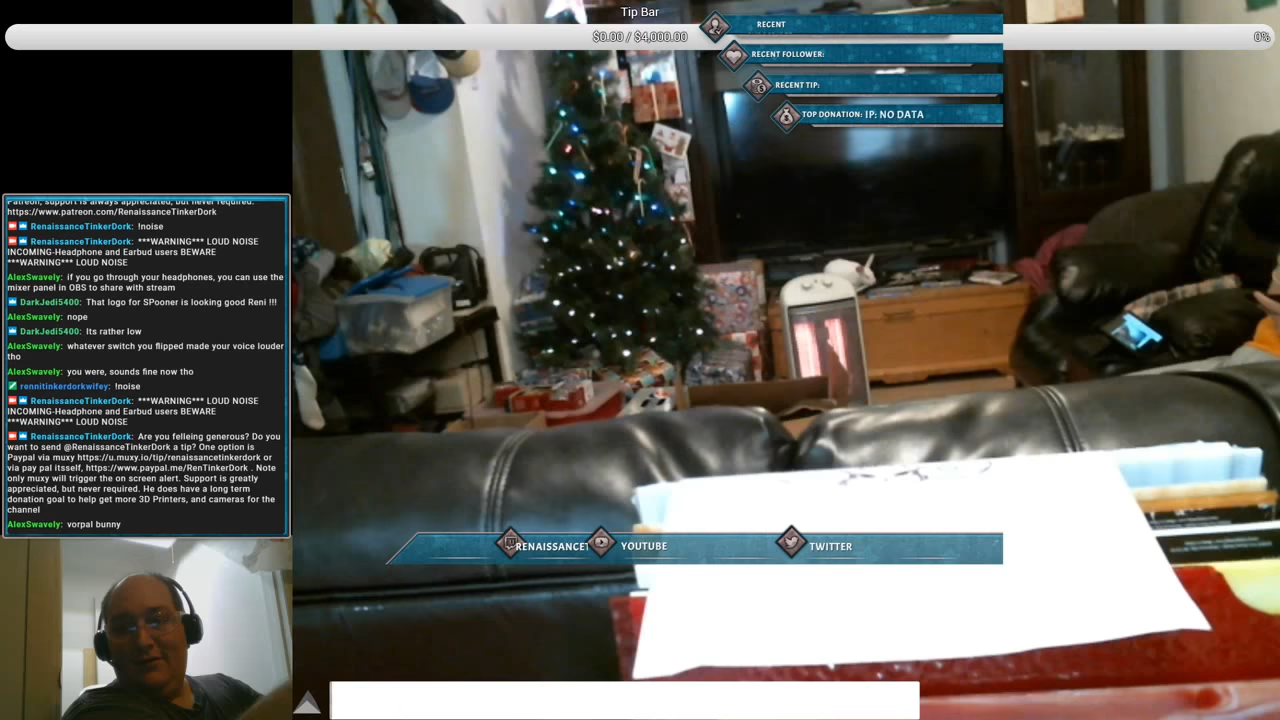 Tip Bar
$0.00 / $4,000.00
0%
RECENT
RECENT FOLLOWER:
RECENT TIP:
TOP DONATION: IP: NO DATA
Patreon, support is always appreciated, but never required.
https://www.patreon.com/RenaissanceTinkerDork
RenaissanceTinkerDork: !noise
RenaissanceTinkerDork: ***WARNING*** LOUD NOISE
INCOMING-Headphone and Earbud users BEWARE
***WARNING*** LOUD NOISE
AlexSwavely: if you go through your headphones, you can use the
mixer panel in OBS to share with stream
DarkJedi5400: That logo for SPooner is looking good Reni !!!
AlexSwavely: nope
DarkJedi5400: Its rather low
AlexSwavely: whatever switch you flipped made your voice louder
tho
AlexSwavely: you were, sounds fine now tho
rennitinkerdorkwifey: !noise
RenaissanceTinkerDork: ***WARNING*** LOUD NOISE
INCOMING-Headphone and Earbud users BEWARE
***WARNING*** LOUD NOISE
RenaissanceTinkerDork: Are you felleing generous? Do you
want to send @RenaissanceTinkerDork a tip? One option is
Paypal via muxy https://u.muxy.io/tip/renaissancetinkerdork or
via pay pal itsself, https://www.paypal.me/RenTinkerDork . Note
only muxy will trigger the on screen alert. Support is greatly
appreciated, but never required. He does have a long term
donation goal to help get more 3D Printers, and cameras for the
channel
AlexSwavely: vorpal bunny
RENAISSANCET
YOUTUBE
TWITTER